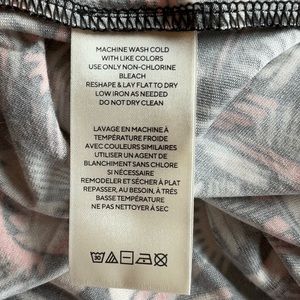 MACHINE WASH COLD
WITH LIKE COLORS
USE ONLY NON-CHLORINE
BLEACH
RESHAPE & LAY FLAT TO DRY
LOW IRON AS NEEDED
DO NOT DRY CLEAN
LAVAGE EN MACHINE À
TEMPÉRATURE FROIDE
AVEC COULEURS SIMILAIRES
UTILISER UN AGENT DE
BLANCHIMENT SANS CHLORE
SI NÉCESSAIRE
REMODELER ET SÉCHER À PLAT
REPASSER, AU BESOIN, À TRÈS
BASSE TEMPÉRATURE
NE PAS NETTOYER À SEC